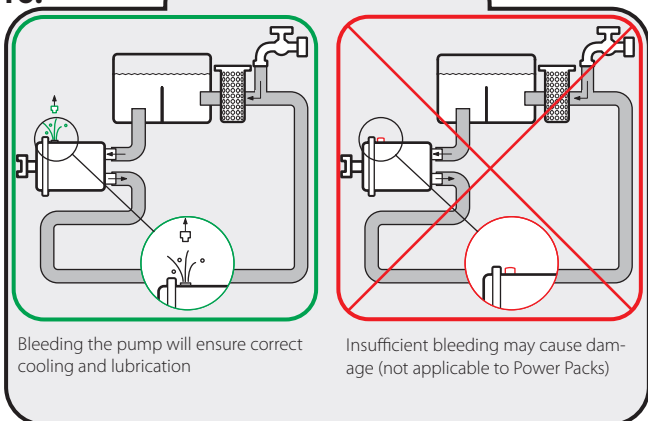 Bleeding the pump will ensure correct
cooling and lubrication
Insufficient bleeding may cause dam-
age (not applicable to Power Packs)